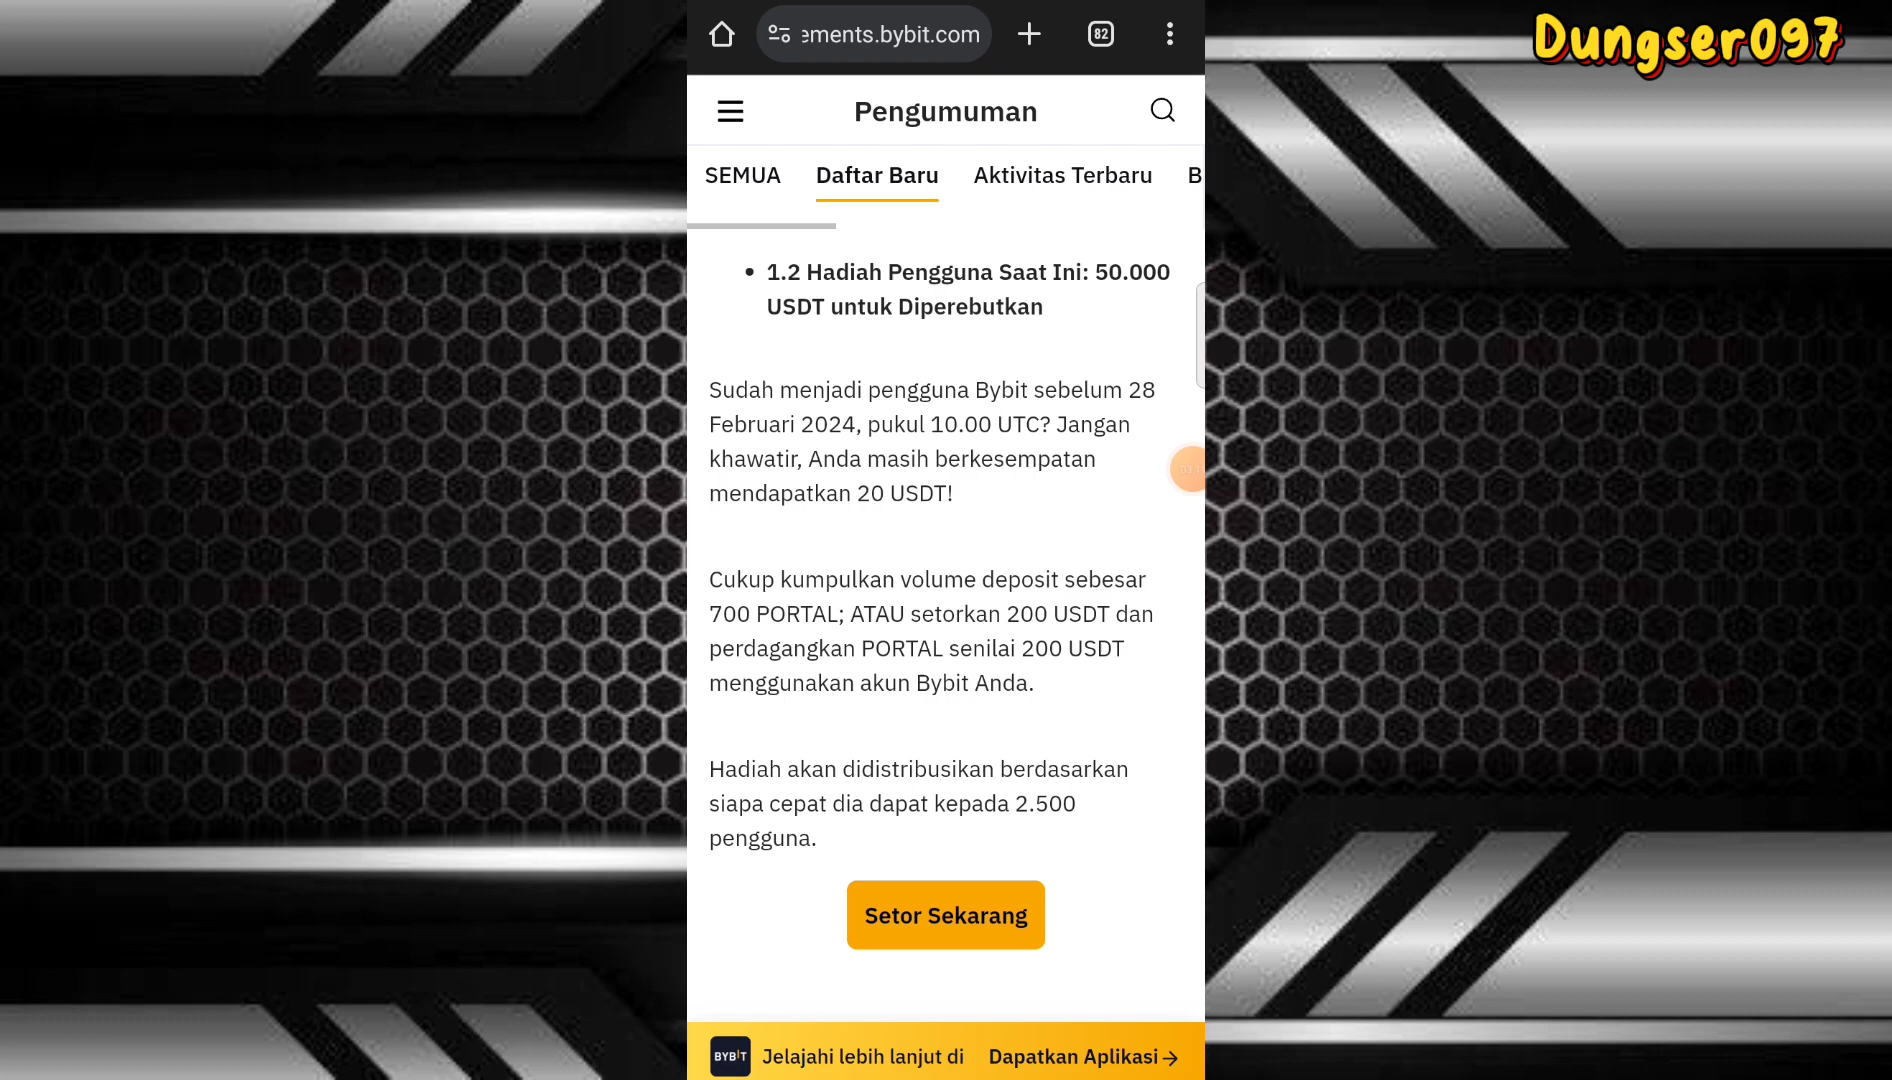 Dungser097
ements.bybit.com
82
Pengumuman
SEMUA Daftar Baru Aktivitas Terbaru B
• 1.2 Hadiah Pengguna Saat Ini: 50.000
USDT untuk Diperebutkan
Sudah menjadi pengguna Bybit sebelum 28
Februari 2024, pukul 10.00 UTC? Jangan
khawatir, Anda masih berkesempatan
mendapatkan 20 USDT!
Cukup kumpulkan volume deposit sebesar
700 PORTAL; ATAU setorkan 200 USDT dan
perdagangkan PORTAL senilai 200 USDT
menggunakan akun Bybit Anda.
Hadiah akan didistribusikan berdasarkan
siapa cepat dia dapat kepada 2.500
pengguna.
Setor Sekarang
BYBIT Jelajahi lebih lanjut di Dapatkan Aplikasi →